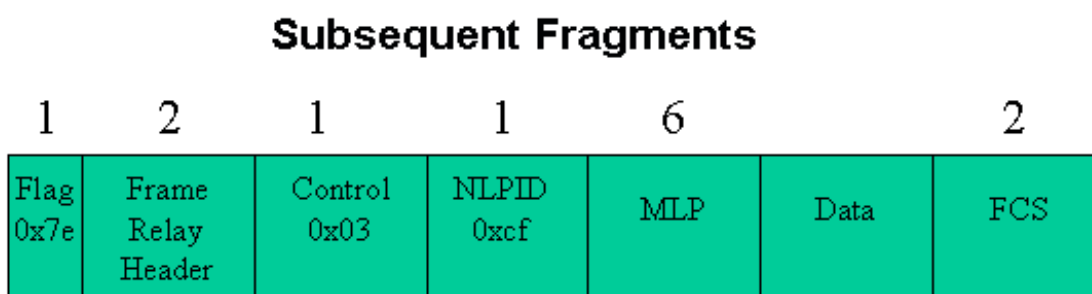 Subsequent Fragments
1 2 1 1 6 2
Flag Frame Control NLPID MLP Data FCS
0x7e Relay 0x03 0xcf
Header